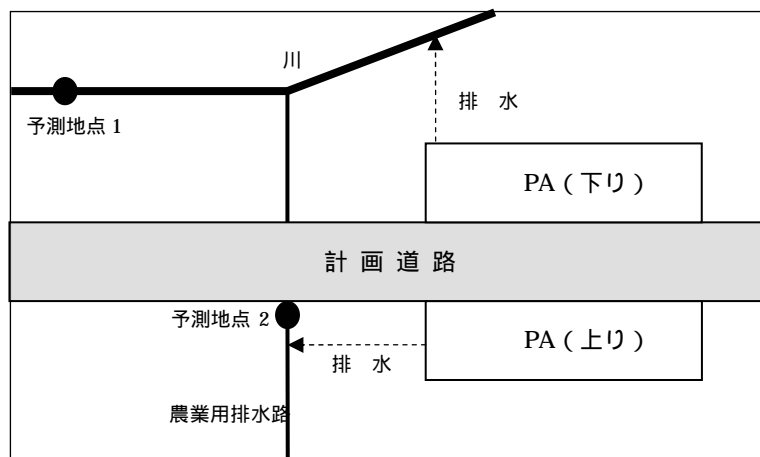 川
予測地点 1
排 水
PA ( 下り )
計 画 道 路
予測地点 2
PA ( 上り )
排 水
農業用排水路